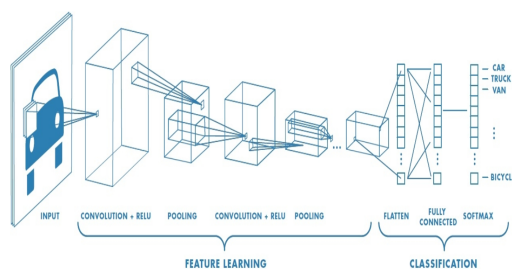 CAR
TRUCK
VAN
BICYCL
INPUT
CONVOLUTION + RELU
POOLING
CONVOLUTION + RELU
POOLING
FLATTEN
FULLY
CONNECTED
SOFTMAX
FEATURE LEARNING
CLASSIFICATION